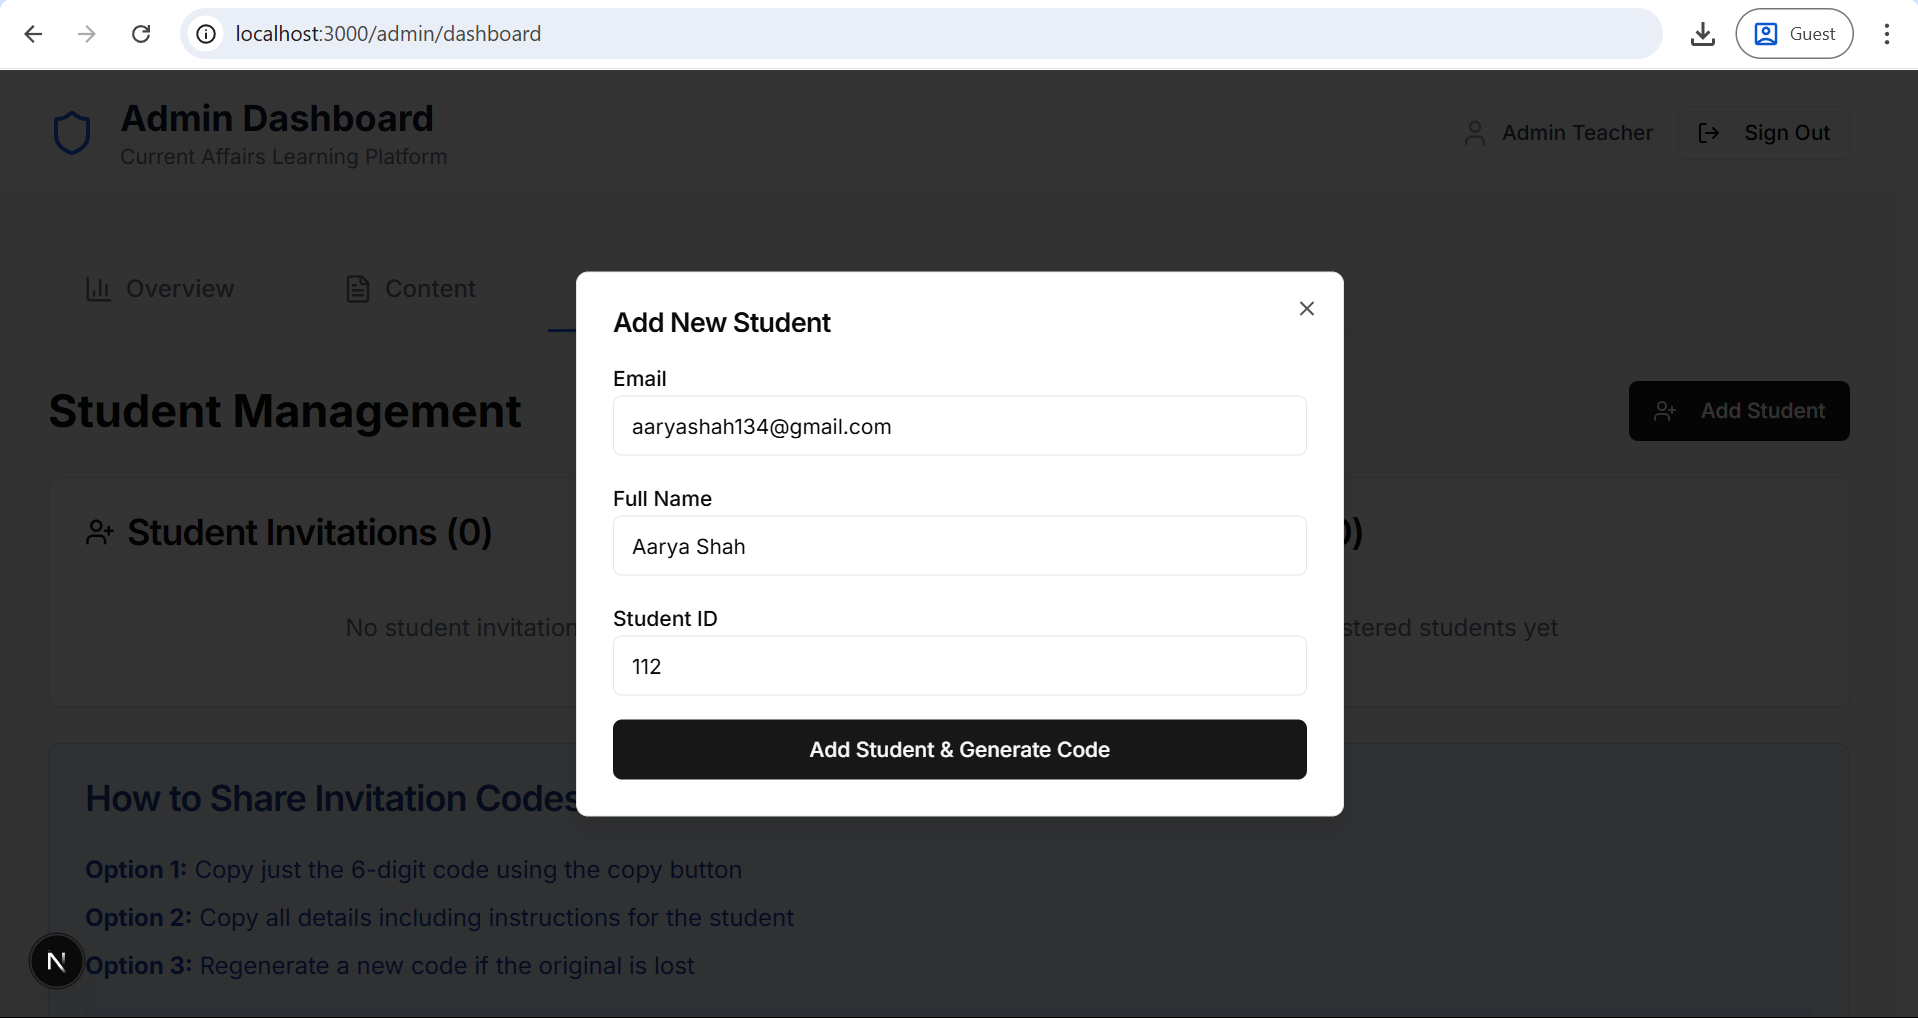 localhost:3000/admin/dashboard
Guest
Admin Dashboard
Current Affairs Learning Platform
Admin Teacher
Sign Out
Overview
Content
Student Management
Add Student
Student Invitations (0)
No student invitation
stered students yet
Add New Student
Email
aaryashah134@gmail.com
Full Name
Aarya Shah
Student ID
112
Add Student & Generate Code
How to Share Invitation Codes
Option 1: Copy just the 6-digit code using the copy button
Option 2: Copy all details including instructions for the student
Option 3: Regenerate a new code if the original is lost
N